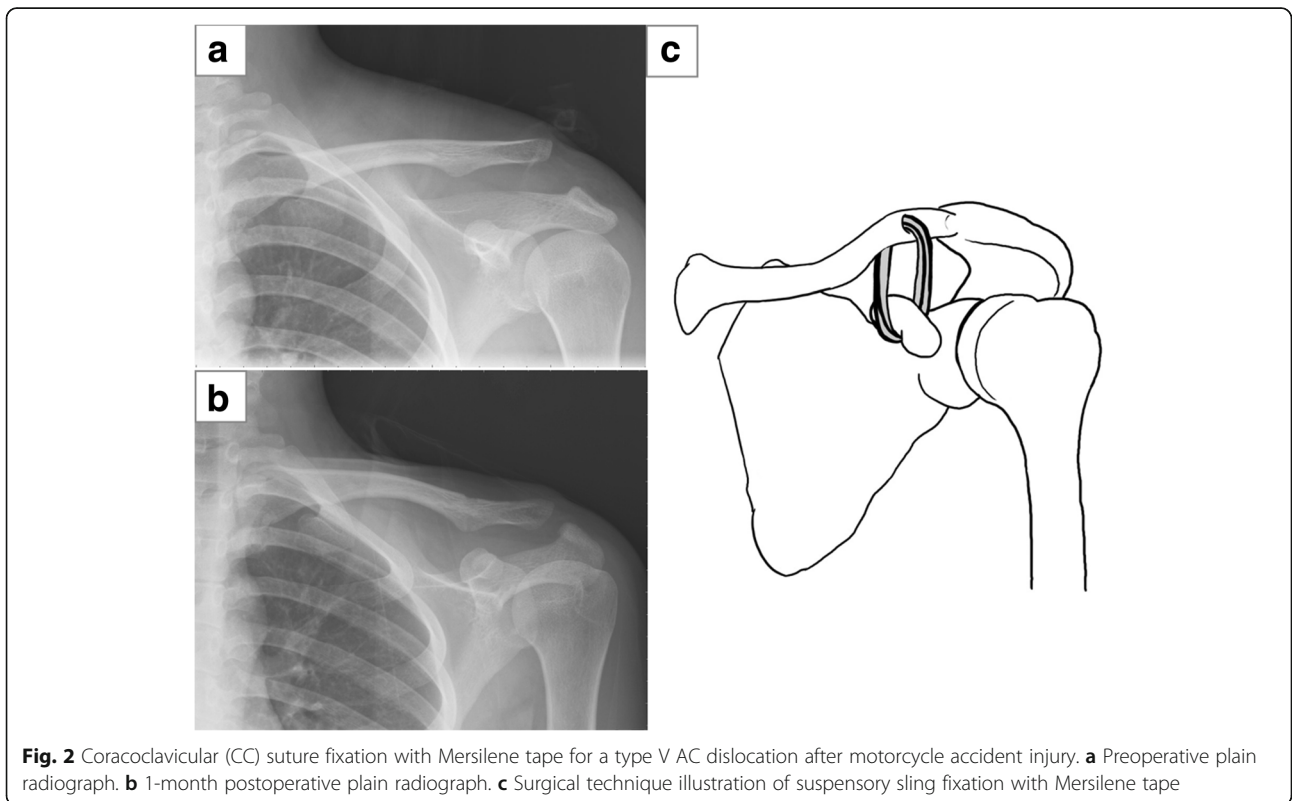 a
c
b
Fig. 2 Coracoclavicular (CC) suture fixation with Mersilene tape for a type V AC dislocation after motorcycle accident injury. a Preoperative plain
radiograph. b 1-month postoperative plain radiograph. c Surgical technique illustration of suspensory sling fixation with Mersilene tape